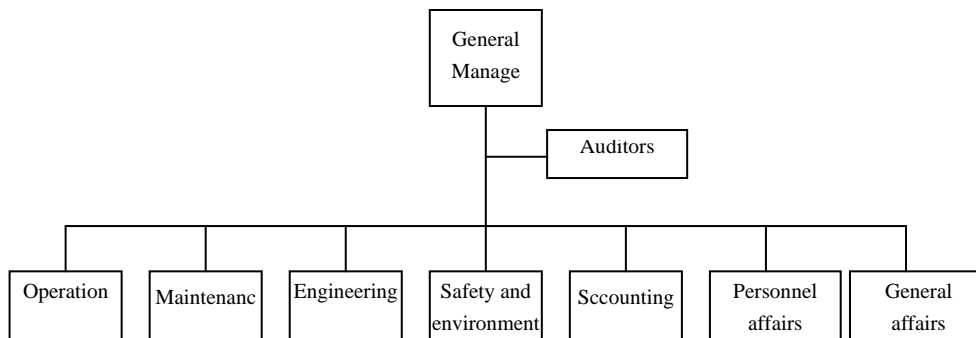 General
Manage
Auditors
Operation
Maintenanc
Engineering
Safety and
environment
Sccounting
Personnel
affairs
General
affairs